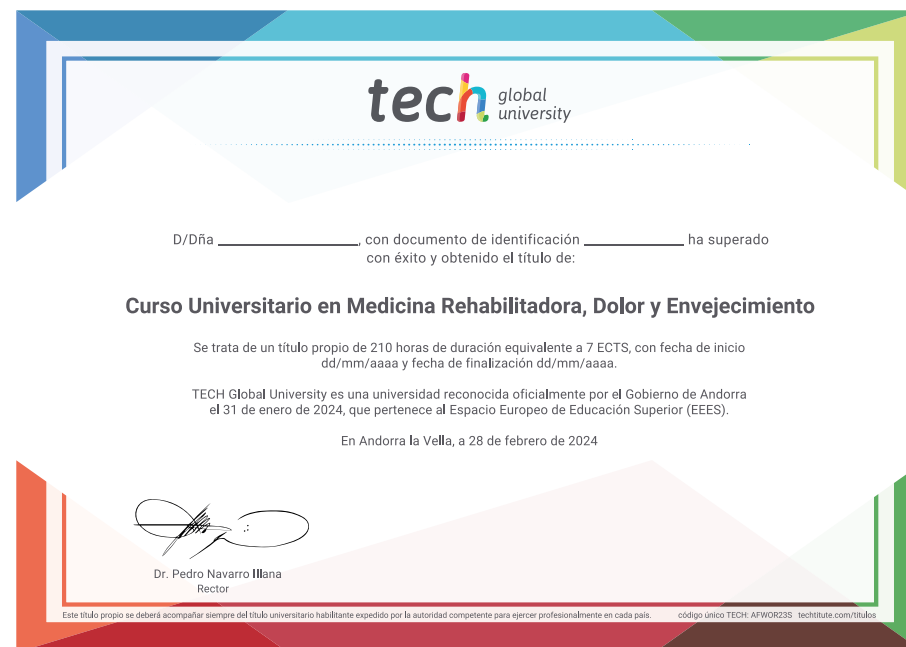 tech global university
D/Dña ______________, con documento de identificación __________ ha superado
con éxito y obtenido el título de:
Curso Universitario en Medicina Rehabilitadora, Dolor y Envejecimiento
Se trata de un título propio de 210 horas de duración equivalente a 7 ECTS, con fecha de inicio
dd/mm/aaaa y fecha de finalización dd/mm/aaaa.
TECH Global University es una universidad reconocida oficialmente por el Gobierno de Andorra
el 31 de enero de 2024, que pertenece al Espacio Europeo de Educación Superior (EEES).
En Andorra la Vella, a 28 de febrero de 2024
Dr. Pedro Navarro Illana
Rector
Este título propio se deberá acompañar siempre del título universitario habilitante expedido por la autoridad competente para ejercer profesionalmente en cada país. código único TECH: AFWOR23S techtitute.com/titulos